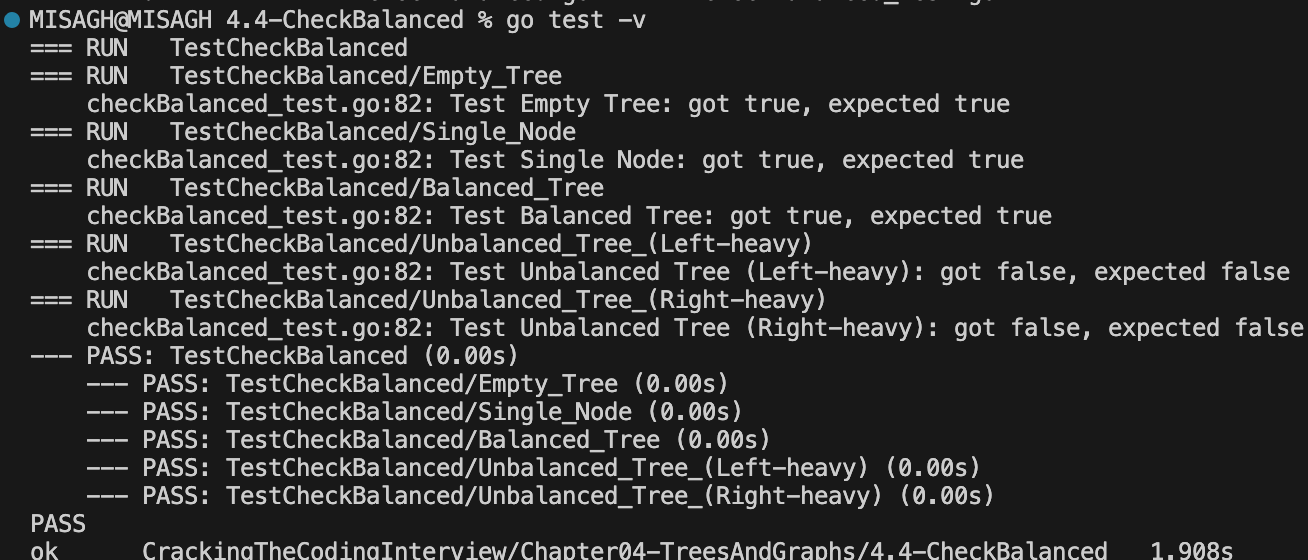 MISAGH@MISAGH 4.4-CheckBalanced % go test -v
=== RUN   TestCheckBalanced
=== RUN   TestCheckBalanced/Empty_Tree
    checkBalanced_test.go:82: Test Empty Tree: got true, expected true
=== RUN   TestCheckBalanced/Single_Node
    checkBalanced_test.go:82: Test Single Node: got true, expected true
=== RUN   TestCheckBalanced/Balanced_Tree
    checkBalanced_test.go:82: Test Balanced Tree: got true, expected true
=== RUN   TestCheckBalanced/Unbalanced_Tree_(Left-heavy)
    checkBalanced_test.go:82: Test Unbalanced Tree (Left-heavy): got false, expected false
=== RUN   TestCheckBalanced/Unbalanced_Tree_(Right-heavy)
    checkBalanced_test.go:82: Test Unbalanced Tree (Right-heavy): got false, expected false
--- PASS: TestCheckBalanced (0.00s)
    --- PASS: TestCheckBalanced/Empty_Tree (0.00s)
    --- PASS: TestCheckBalanced/Single_Node (0.00s)
    --- PASS: TestCheckBalanced/Balanced_Tree (0.00s)
    --- PASS: TestCheckBalanced/Unbalanced_Tree_(Left-heavy) (0.00s)
    --- PASS: TestCheckBalanced/Unbalanced_Tree_(Right-heavy) (0.00s)
PASS
ok      CrackingTheCodingInterview/Chapter04-TreesAndGraphs/4.4-CheckBalanced   1.908s